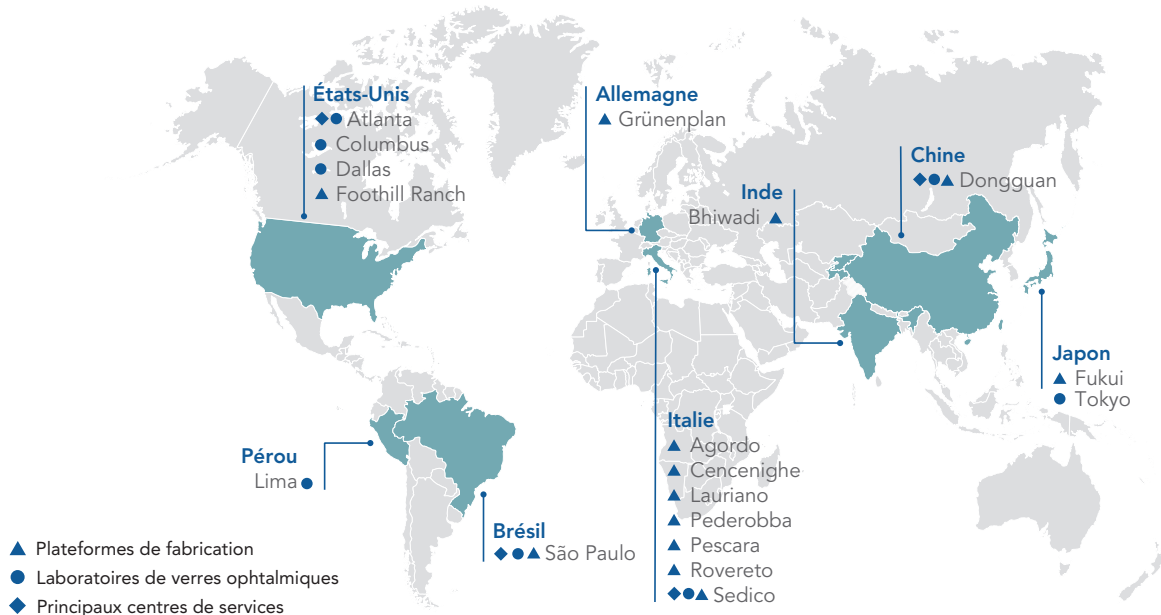 États-Unis
Atlanta
Columbus
Dallas
Foothill Ranch
Allemagne
Grünenplan
Chine
Dongguan
Inde
Bhiwadi
Japon
Fukui
Tokyo
Italie
Agordo
Cencenighe
Lauriano
Pederobba
Pescara
Rovereto
Sedico
Pérou
Lima
Brésil
São Paulo
Plateformes de fabrication
Laboratoires de verres ophtalmiques
Principaux centres de services